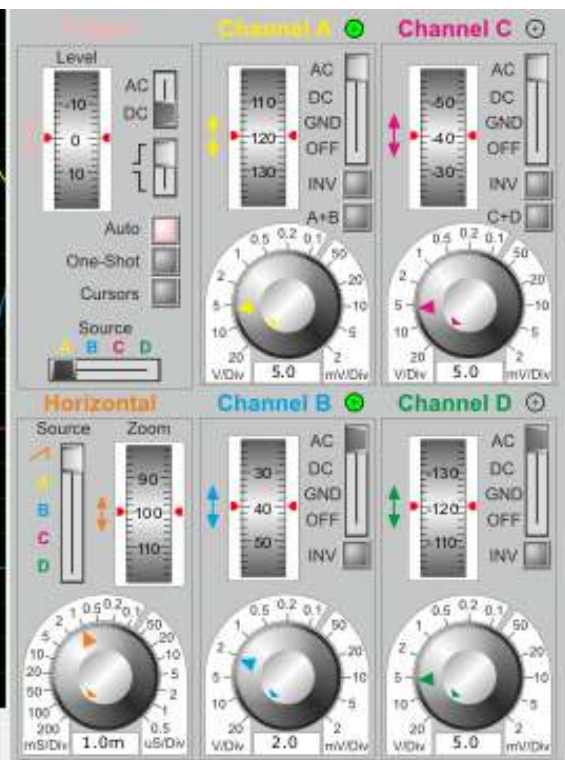 Level
-10
0
10
AC
DC
Auto
One-Shot
Cursors
Source
A B C D
Channel A
110
120
130
AC
DC
GND
OFF
INV
A+B
20 10 5 2 1 0.5 0.2 0.1 50 20 10 5 2
V/Div 5.0 mV/Div
Channel C
-50
-40
-30
AC
DC
GND
OFF
INV
C+D
20 10 5 2 1 0.5 0.2 0.1 50 20 10 5 2
V/Div 5.0 mV/Div
Horizontal
Source
A
B
C
D
Zoom
90
100
110
200 100 50 20 10 5 2 1 0.5 0.2 0.1 50 20 10 5 2 1 0.5
mS/Div 1.0m uS/Div
Channel B
30
40
50
AC
DC
GND
OFF
INV
20 10 5 2 1 0.5 0.2 0.1 50 20 10 5 2
V/Div 2.0 mV/Div
Channel D
-130
-120
-110
AC
DC
GND
OFF
INV
20 10 5 2 1 0.5 0.2 0.1 50 20 10 5 2
V/Div 5.0 mV/Div